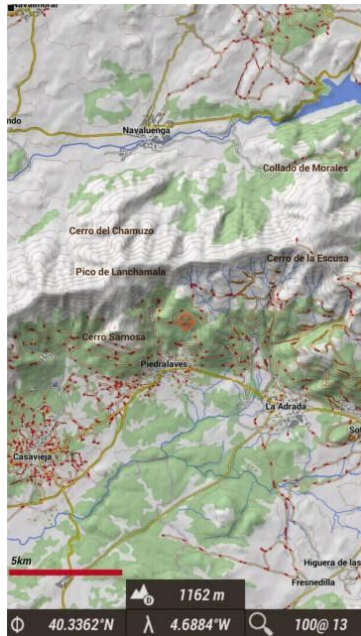 Navalmoral
ndo
Navaluenga
Collado de Morales
Cerro del Chamuzo
Cerro de la Escusa
Pico de Lanchamala
Cerro Sarnosa
Piedralaves
La Adrada
Sot
Casavieja
5km
Higuera de las
Fresnedilla
1162 m
Φ 40.3362°N λ 4.6884°W 100@ 13